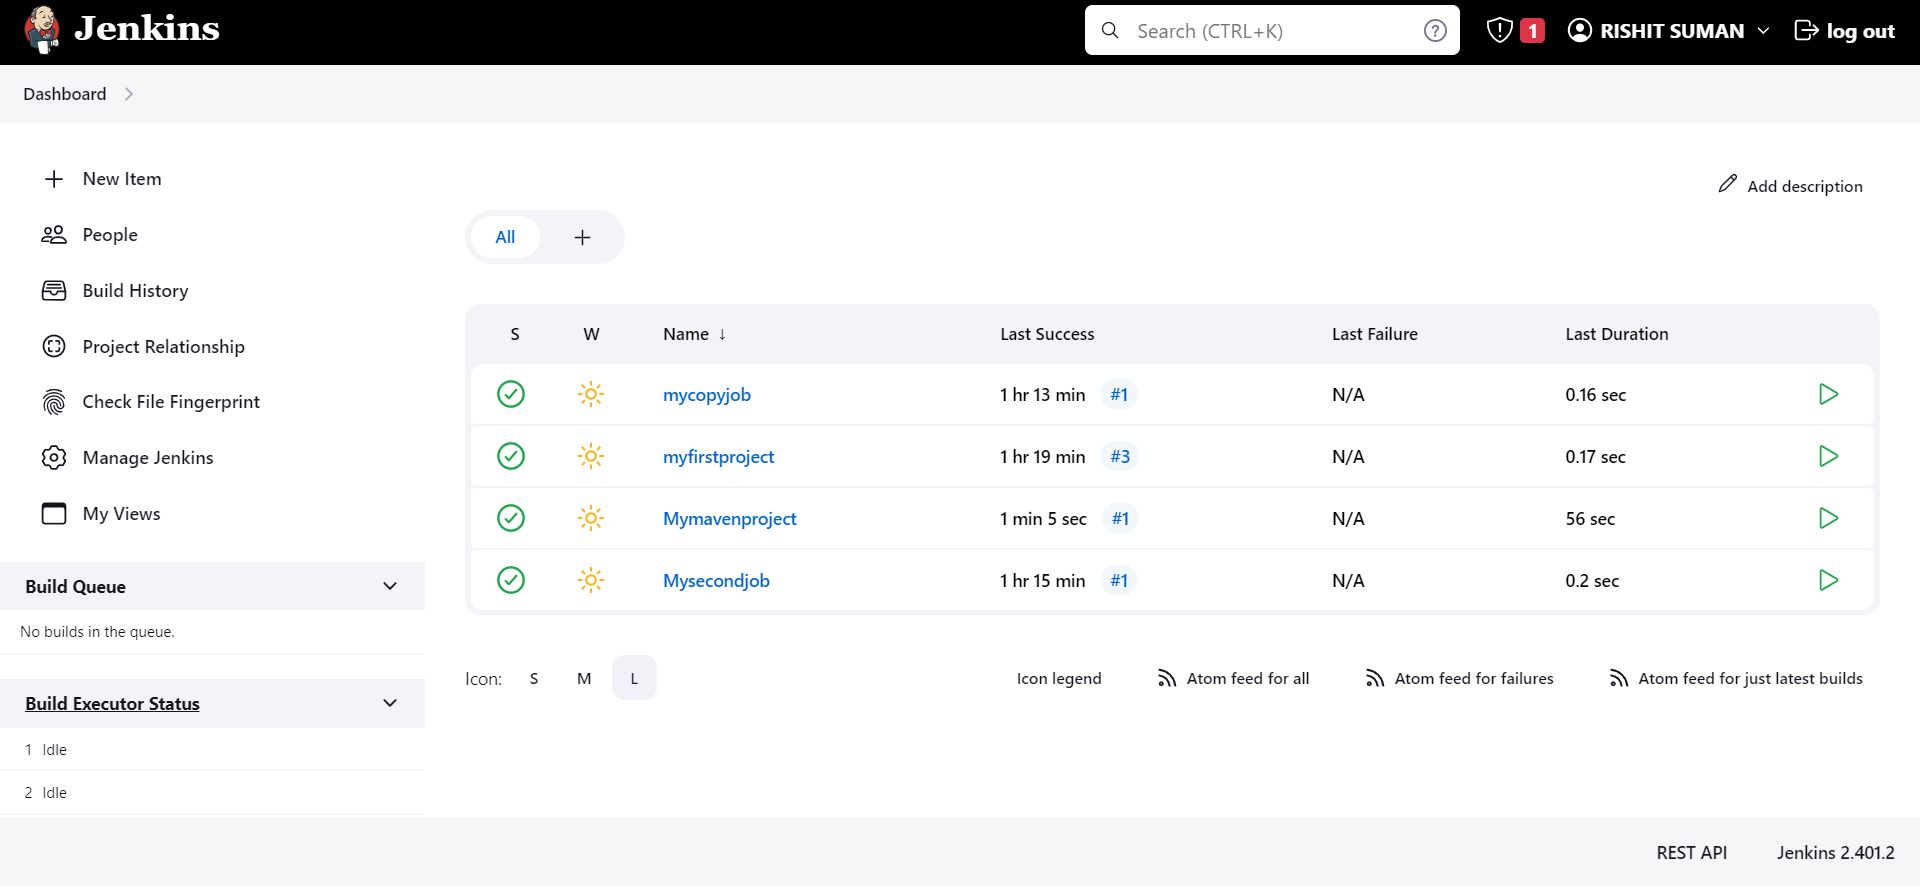 Jenkins
Search (CTRL+K)
1
RISHIT SUMAN
log out
Dashboard
New Item
People
Build History
Project Relationship
Check File Fingerprint
Manage Jenkins
My Views
Build Queue
No builds in the queue.
Build Executor Status
1 Idle
2 Idle
Add description
All
S W Name ↓ Last Success Last Failure Last Duration
mycopyjob 1 hr 13 min #1 N/A 0.16 sec
myfirstproject 1 hr 19 min #3 N/A 0.17 sec
Mymavenproject 1 min 5 sec #1 N/A 56 sec
Mysecondjob 1 hr 15 min #1 N/A 0.2 sec
Icon: S M L
Icon legend Atom feed for all Atom feed for failures Atom feed for just latest builds
REST API Jenkins 2.401.2